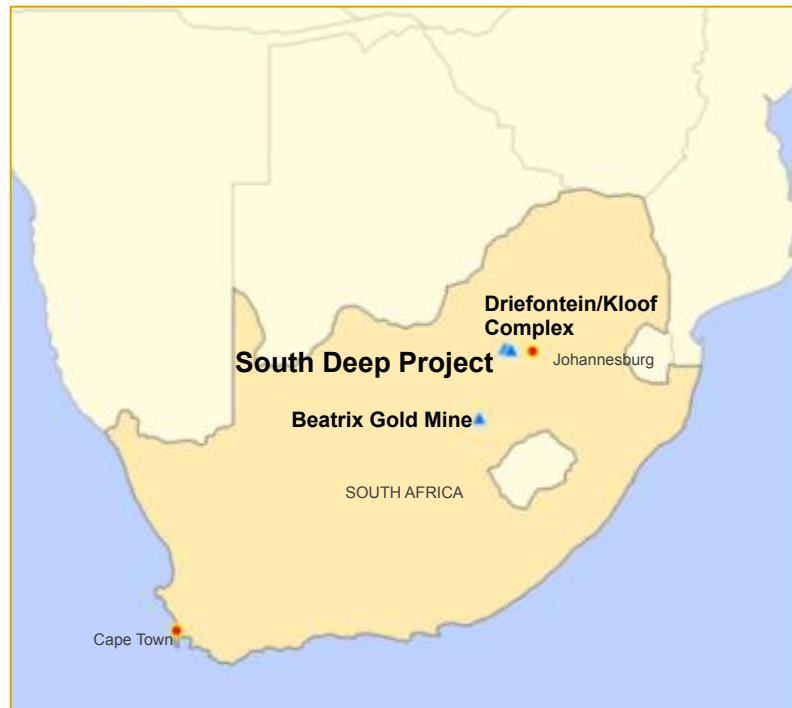 Driefontein/Kloof
Complex
South Deep Project
Johannesburg
Beatrix Gold Mine
SOUTH AFRICA
Cape Town